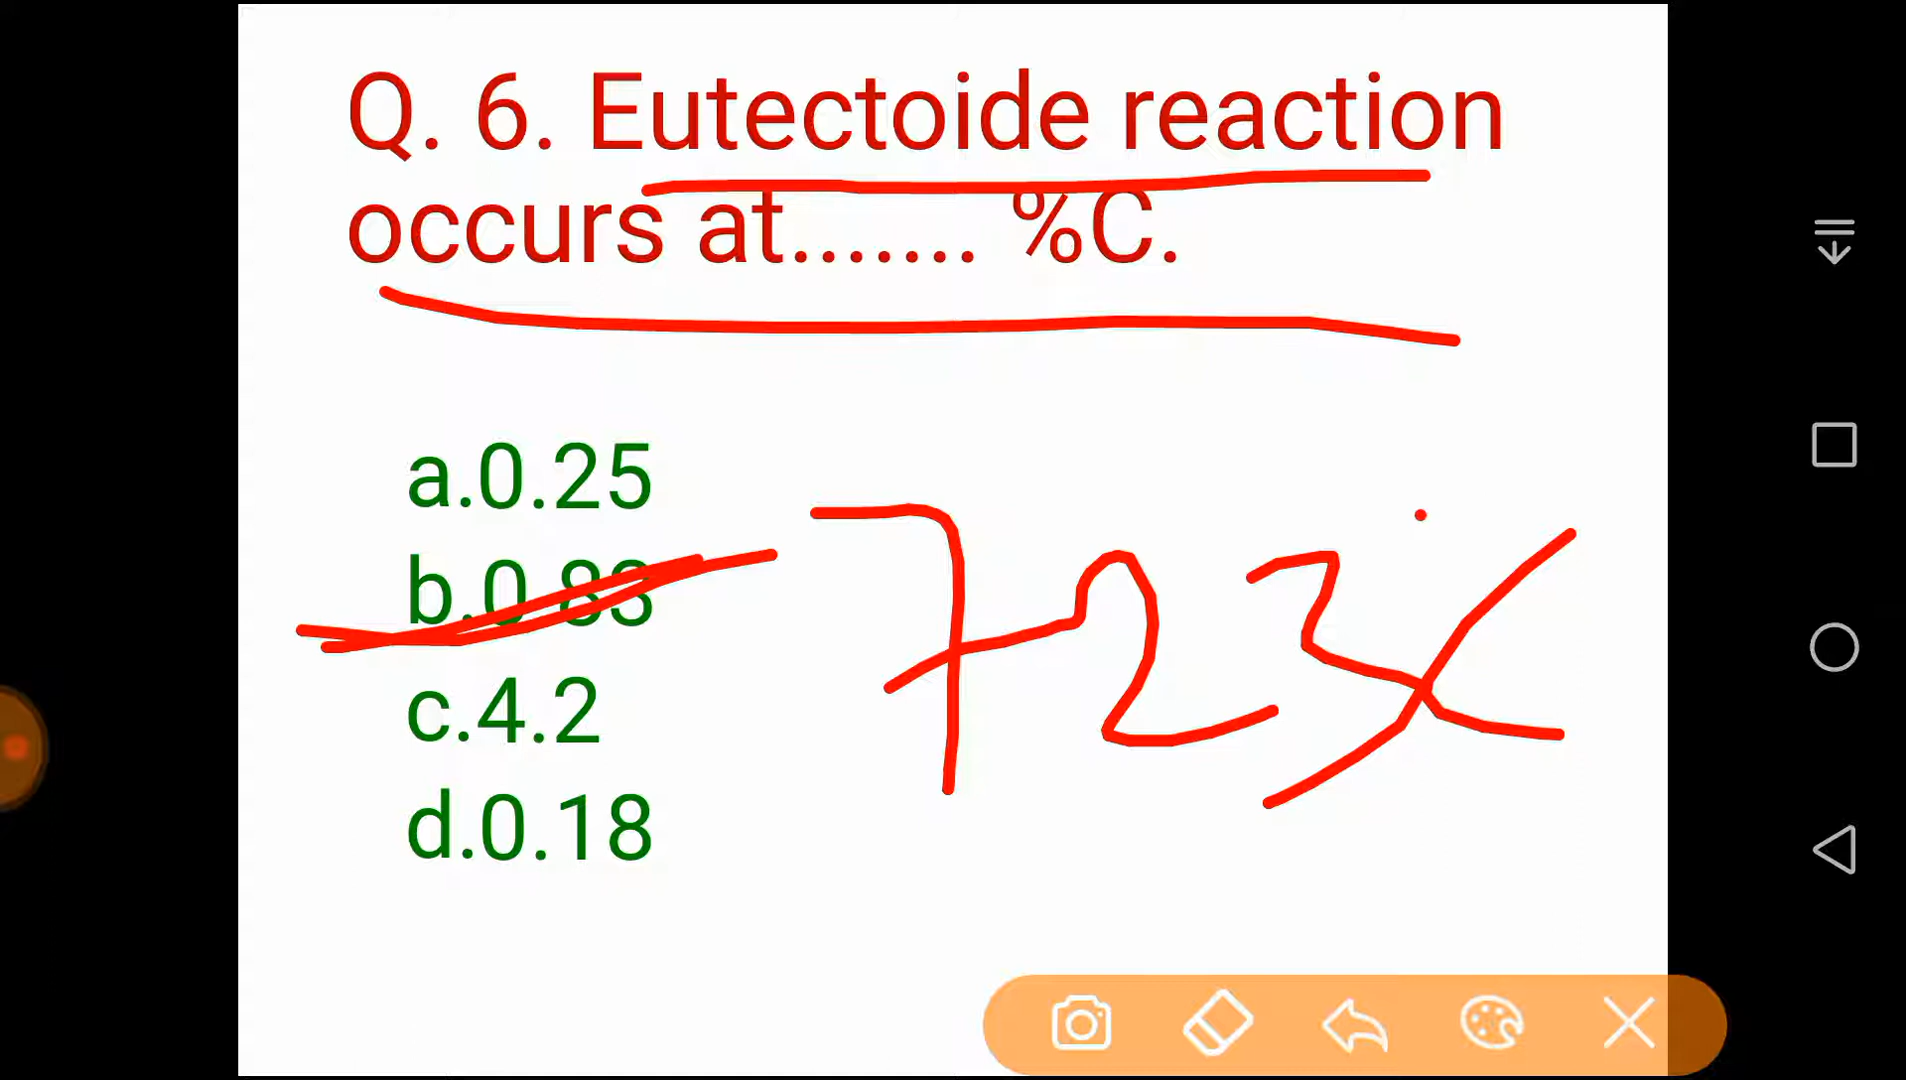 Q. 6. Eutectoide reaction
occurs at....... %C.
a.0.25
b.0.83
723
c.4.2
d.0.18